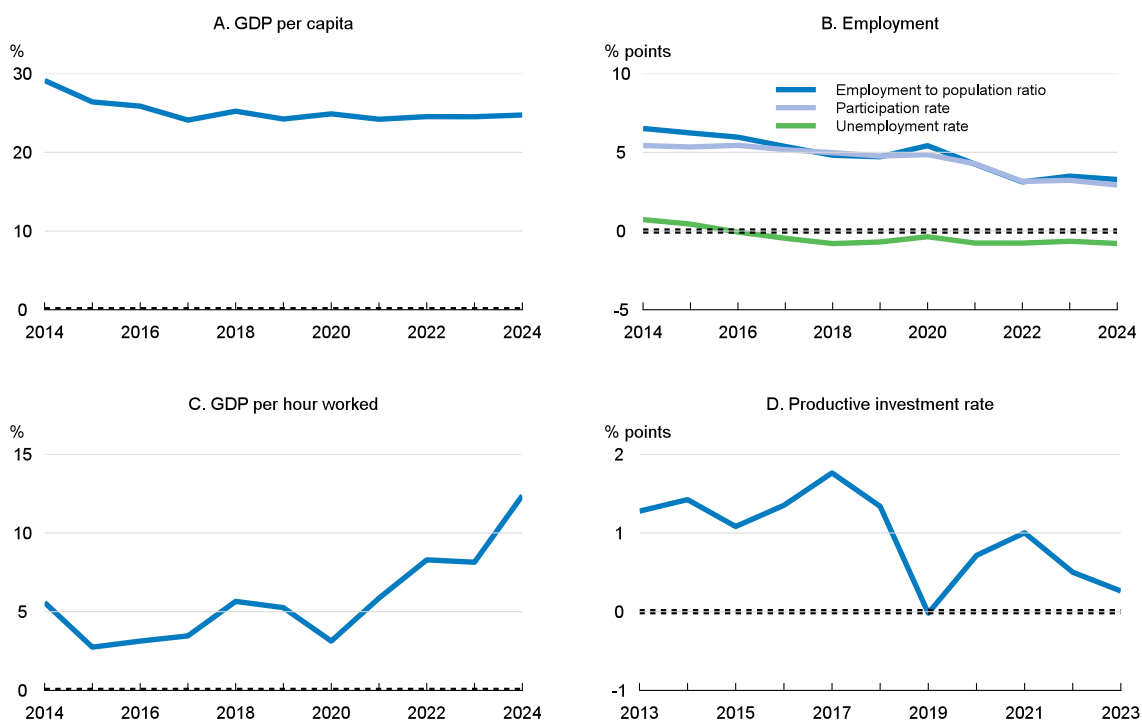 A. GDP per capita
%
30
20
10
0
2014 2016 2018 2020 2022 2024
B. Employment
% points
10
Employment to population ratio
Participation rate
Unemployment rate
5
0
-5
2014 2016 2018 2020 2022 2024
C. GDP per hour worked
%
15
10
5
0
2014 2016 2018 2020 2022 2024
D. Productive investment rate
% points
2
1
0
-1
2013 2015 2017 2019 2021 2023